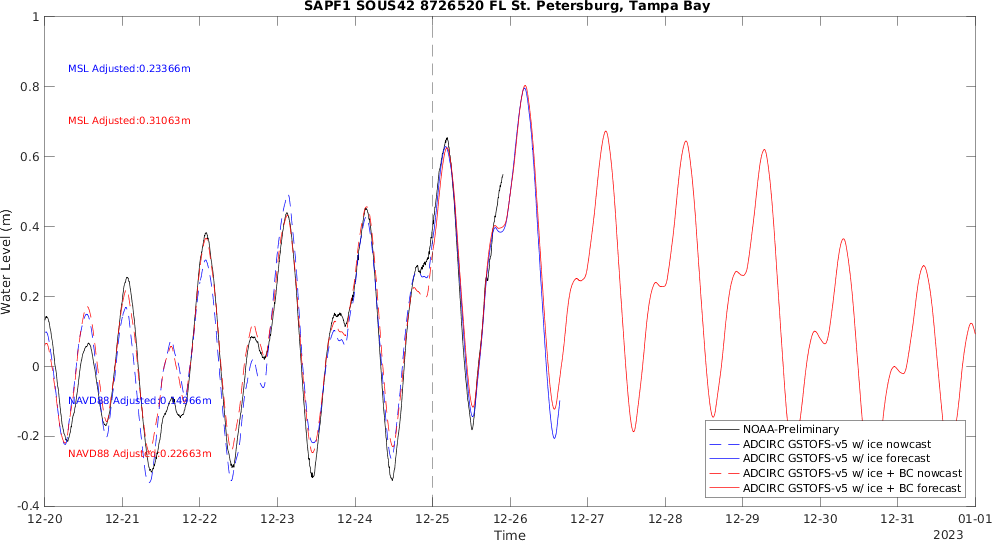 SAPF1 SOUS42 8726520 FL St. Petersburg, Tampa Bay
1
0.8
0.6
0.4
0.2
0
-0.2
-0.4
Water Level (m)
MSL Adjusted:0.23366m
MSL Adjusted:0.31063m
NAVD88 Adjusted:0.14966m
NAVD88 Adjusted:0.22663m
NOAA-Preliminary
ADCIRC GSTOFS-v5 w/ ice nowcast
ADCIRC GSTOFS-v5 w/ ice forecast
ADCIRC GSTOFS-v5 w/ ice + BC nowcast
ADCIRC GSTOFS-v5 w/ ice + BC forecast
12-20 12-21 12-22 12-23 12-24 12-25 12-26 12-27 12-28 12-29 12-30 12-31 01-01
Time
2023